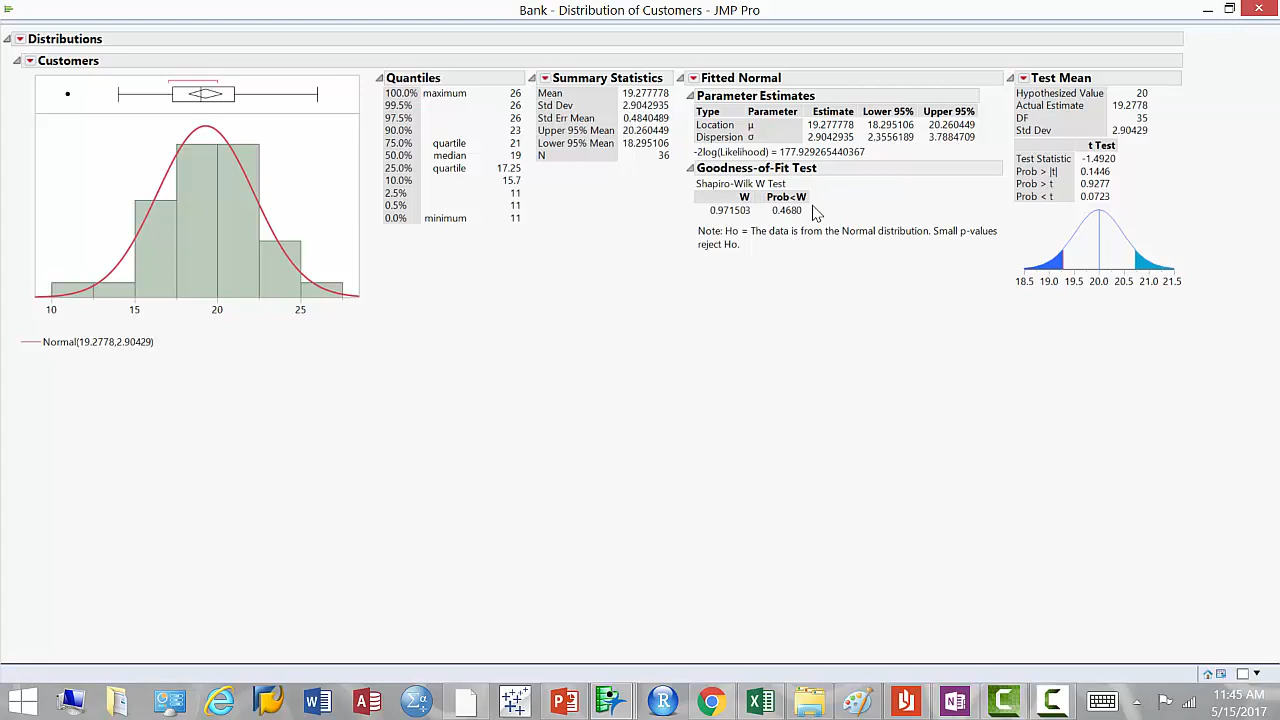 Bank - Distribution of Customers - JMP Pro
Distributions
Customers
10 15 20 25
Normal(19.2778,2.90429)
Quantiles
100.0% maximum 26
99.5% 26
97.5% 26
90.0% 23
75.0% quartile 21
50.0% median 19
25.0% quartile 17.25
10.0% 15.7
2.5% 11
0.5% 11
0.0% minimum 11
Summary Statistics
Mean 19.277778
Std Dev 2.9042935
Std Err Mean 0.4840489
Upper 95% Mean 20.260449
Lower 95% Mean 18.295106
N 36
Fitted Normal
Parameter Estimates
Type Parameter Estimate Lower 95% Upper 95%
Location μ 19.277778 18.295106 20.260449
Dispersion σ 2.9042935 2.3556189 3.7884709
-2log(Likelihood) = 177.929265440367
Goodness-of-Fit Test
Shapiro-Wilk W Test
W Prob<W
0.971503 0.4680
Note: Ho = The data is from the Normal distribution. Small p-values
reject Ho.
Test Mean
Hypothesized Value 20
Actual Estimate 19.2778
DF 35
Std Dev 2.90429
t Test
Test Statistic -1.4920
Prob > |t| 0.1446
Prob > t 0.9277
Prob < t 0.0723
18.5 19.0 19.5 20.0 20.5 21.0 21.5
11:45 AM
5/15/2017